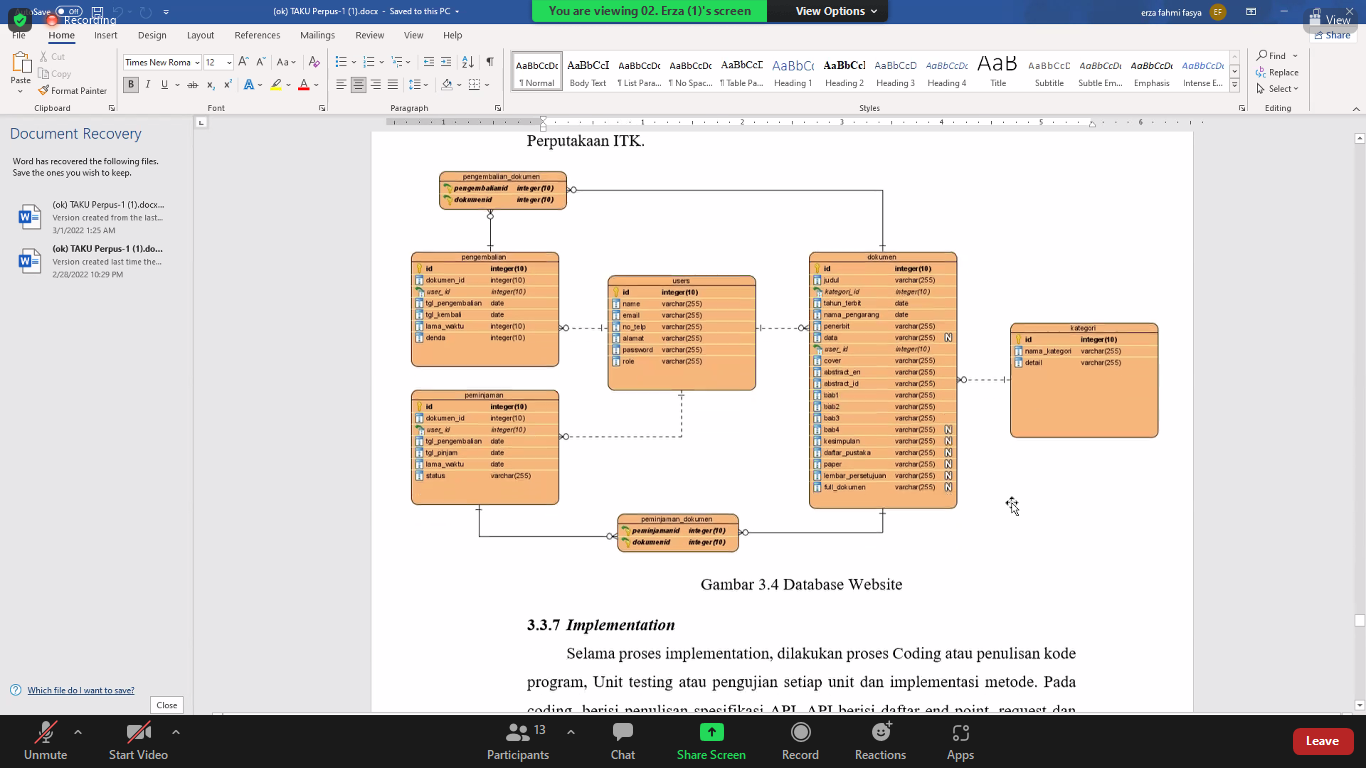 AutoSave Off
Recording
(ok) TAKU Perpus-1 (1).docx - Saved to this PC
You are viewing 02. Erza (1)'s screen
View Options
erza fahmi fasya
EF
View
File Home Insert Design Layout References Mailings Review View Help
Share
Paste
Cut
Copy
Format Painter
Clipboard
Times New Roma 12
Font
Paragraph
AaBbCcDc AaBbCcI AaBbCcDc AaBbCcDc AaBbCcD AaBbC AaBbCcI AaBbCcD AaBbCcDc AaB AaBbCcDc AaBbCcDc AaBbCcDc AaBbCcDc
¶ Normal Body Text ¶ List Para... ¶ No Spac... ¶ Table Pa... Heading 1 Heading 2 Heading 3 Heading 4 Title Subtitle Subtle Em... Emphasis Intense E...
Styles
Find
Replace
Select
Editing
Document Recovery
Word has recovered the following files.
Save the ones you wish to keep.
(ok) TAKU Perpus-1 (1).docx...
Version created from the last...
3/1/2022 1:25 AM
(ok) TAKU Perpus-1 (1).do...
Version created last time the...
2/28/2022 10:29 PM
Which file do I want to save?
Close
Perputakaan ITK.
pengembalian_dokumen
pengembalianid integer(10)
dokumenid integer(10)
pengembalian
id integer(10)
dokumen_id integer(10)
user_id integer(10)
tgl_pengembalian date
tgl_kembali date
lama_waktu integer(10)
denda integer(10)
users
id integer(10)
name varchar(255)
email varchar(255)
no_telp varchar(255)
alamat varchar(255)
password varchar(255)
role varchar(255)
dokumen
id integer(10)
judul varchar(255)
kategori_id integer(10)
tahun_terbit date
nama_pengarang date
penerbit varchar(255)
data varchar(255) N
user_id integer(10)
cover varchar(255)
abstract_en varchar(255)
abstract_id varchar(255)
bab1 varchar(255)
bab2 varchar(255)
bab3 varchar(255)
bab4 varchar(255) N
kesimpulan varchar(255) N
daftar_pustaka varchar(255) N
paper varchar(255) N
lembar_persetujuan varchar(255) N
full_dokumen varchar(255) N
kategori
id integer(10)
nama_kategori varchar(255)
detail varchar(255)
peminjaman
id integer(10)
dokumen_id integer(10)
user_id integer(10)
tgl_pengembalian date
tgl_pinjam date
lama_waktu date
status varchar(255)
peminjaman_dokumen
peminjamanid integer(10)
dokumenid integer(10)
Gambar 3.4 Database Website
3.3.7 Implementation
Selama proses implementation, dilakukan proses Coding atau penulisan kode
program, Unit testing atau pengujian setiap unit dan implementasi metode. Pada
coding, berisi penulisan spesifikasi API. API berisi daftar end point, request dan
Unmute
Start Video
13
Participants
Chat
Share Screen
Record
Reactions
Apps
Leave